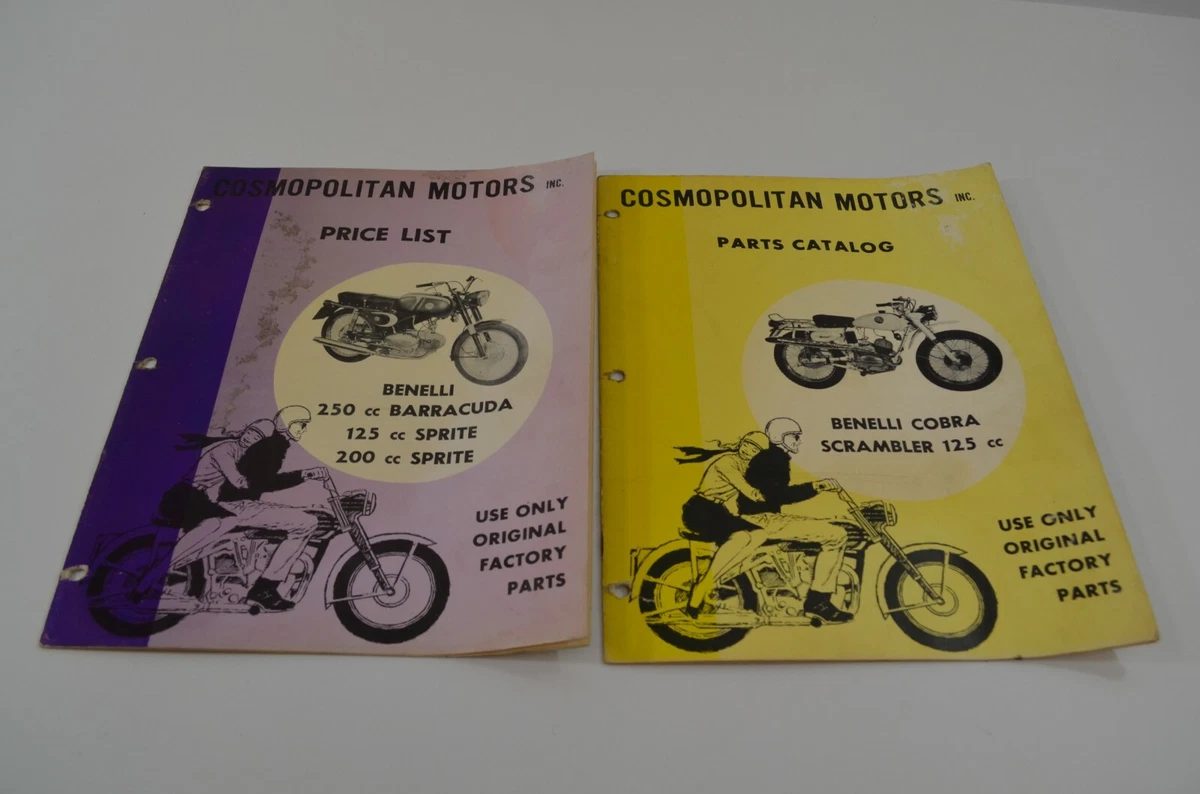 COSMOPOLITAN MOTORS INC.
PRICE LIST
BENELLI
250 cc BARRACUDA
125 cc SPRITE
200 cc SPRITE
USE ONLY
ORIGINAL
FACTORY
PARTS
COSMOPOLITAN MOTORS INC.
PARTS CATALOG
BENELLI COBRA
SCRAMBLER 125 cc
USE ONLY
ORIGINAL
FACTORY
PARTS